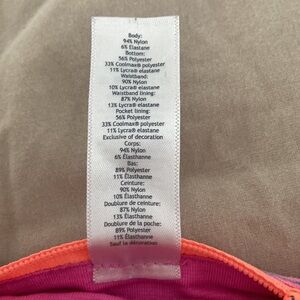 Body:
94% Nylon
6% Elastane
Bottom:
56% Polyester
33% Coolmax® polyester
11% Lycra® elastane
Waistband:
90% Nylon
10% Lycra® elastane
Waistband lining:
87% Nylon
13% Elastane
Pocket lining:
56% Polyester
33% Coolmax® polyester
11% Lycra® elastane
Exclusive of decoration
Corps:
94% Nylon
6% Élasthanne
Bas:
89% Polyester
11% Élasthanne
Ceinture:
90% Nylon
10% Élasthanne
Doublure de ceinture:
87% Nylon
13% Élasthanne
Doublure de la poche:
89% Polyester
11% Élasthanne
Sauf la décoration